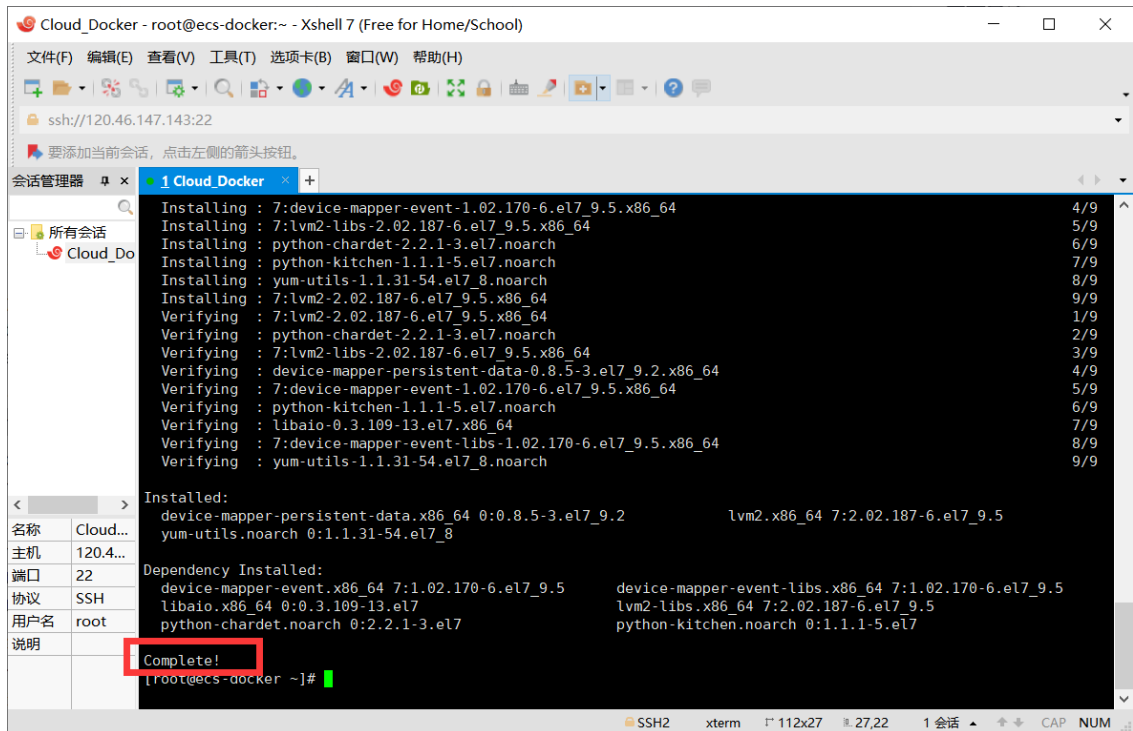 Cloud_Docker - root@ecs-docker:~ - Xshell 7 (Free for Home/School)
文件(F) 编辑(E) 查看(V) 工具(T) 选项卡(B) 窗口(W) 帮助(H)
ssh://120.46.147.143:22
要添加当前会话，点击左侧的箭头按钮。
会话管理器
1 Cloud_Docker
所有会话
Cloud_Do
Installing : 7:device-mapper-event-1.02.170-6.el7_9.5.x86_64 4/9
Installing : 7:lvm2-libs-2.02.187-6.el7_9.5.x86_64 5/9
Installing : python-chardet-2.2.1-3.el7.noarch 6/9
Installing : python-kitchen-1.1.1-5.el7.noarch 7/9
Installing : yum-utils-1.1.31-54.el7_8.noarch 8/9
Installing : 7:lvm2-2.02.187-6.el7_9.5.x86_64 9/9
Verifying : 7:lvm2-2.02.187-6.el7_9.5.x86_64 1/9
Verifying : python-chardet-2.2.1-3.el7.noarch 2/9
Verifying : 7:lvm2-libs-2.02.187-6.el7_9.5.x86_64 3/9
Verifying : device-mapper-persistent-data-0.8.5-3.el7_9.2.x86_64 4/9
Verifying : 7:device-mapper-event-1.02.170-6.el7_9.5.x86_64 5/9
Verifying : python-kitchen-1.1.1-5.el7.noarch 6/9
Verifying : libaio-0.3.109-13.el7.x86_64 7/9
Verifying : 7:device-mapper-event-libs-1.02.170-6.el7_9.5.x86_64 8/9
Verifying : yum-utils-1.1.31-54.el7_8.noarch 9/9
Installed:
device-mapper-persistent-data.x86_64 0:0.8.5-3.el7_9.2 lvm2.x86_64 7:2.02.187-6.el7_9.5
yum-utils.noarch 0:1.1.31-54.el7_8
Dependency Installed:
device-mapper-event.x86_64 7:1.02.170-6.el7_9.5 device-mapper-event-libs.x86_64 7:1.02.170-6.el7_9.5
libaio.x86_64 0:0.3.109-13.el7 lvm2-libs.x86_64 7:2.02.187-6.el7_9.5
python-chardet.noarch 0:2.2.1-3.el7 python-kitchen.noarch 0:1.1.1-5.el7
Complete!
[root@ecs-docker ~]#
名称 Cloud...
主机 120.4...
端口 22
协议 SSH
用户名 root
说明
SSH2 xterm 112x27 27,22 1 会话 CAP NUM